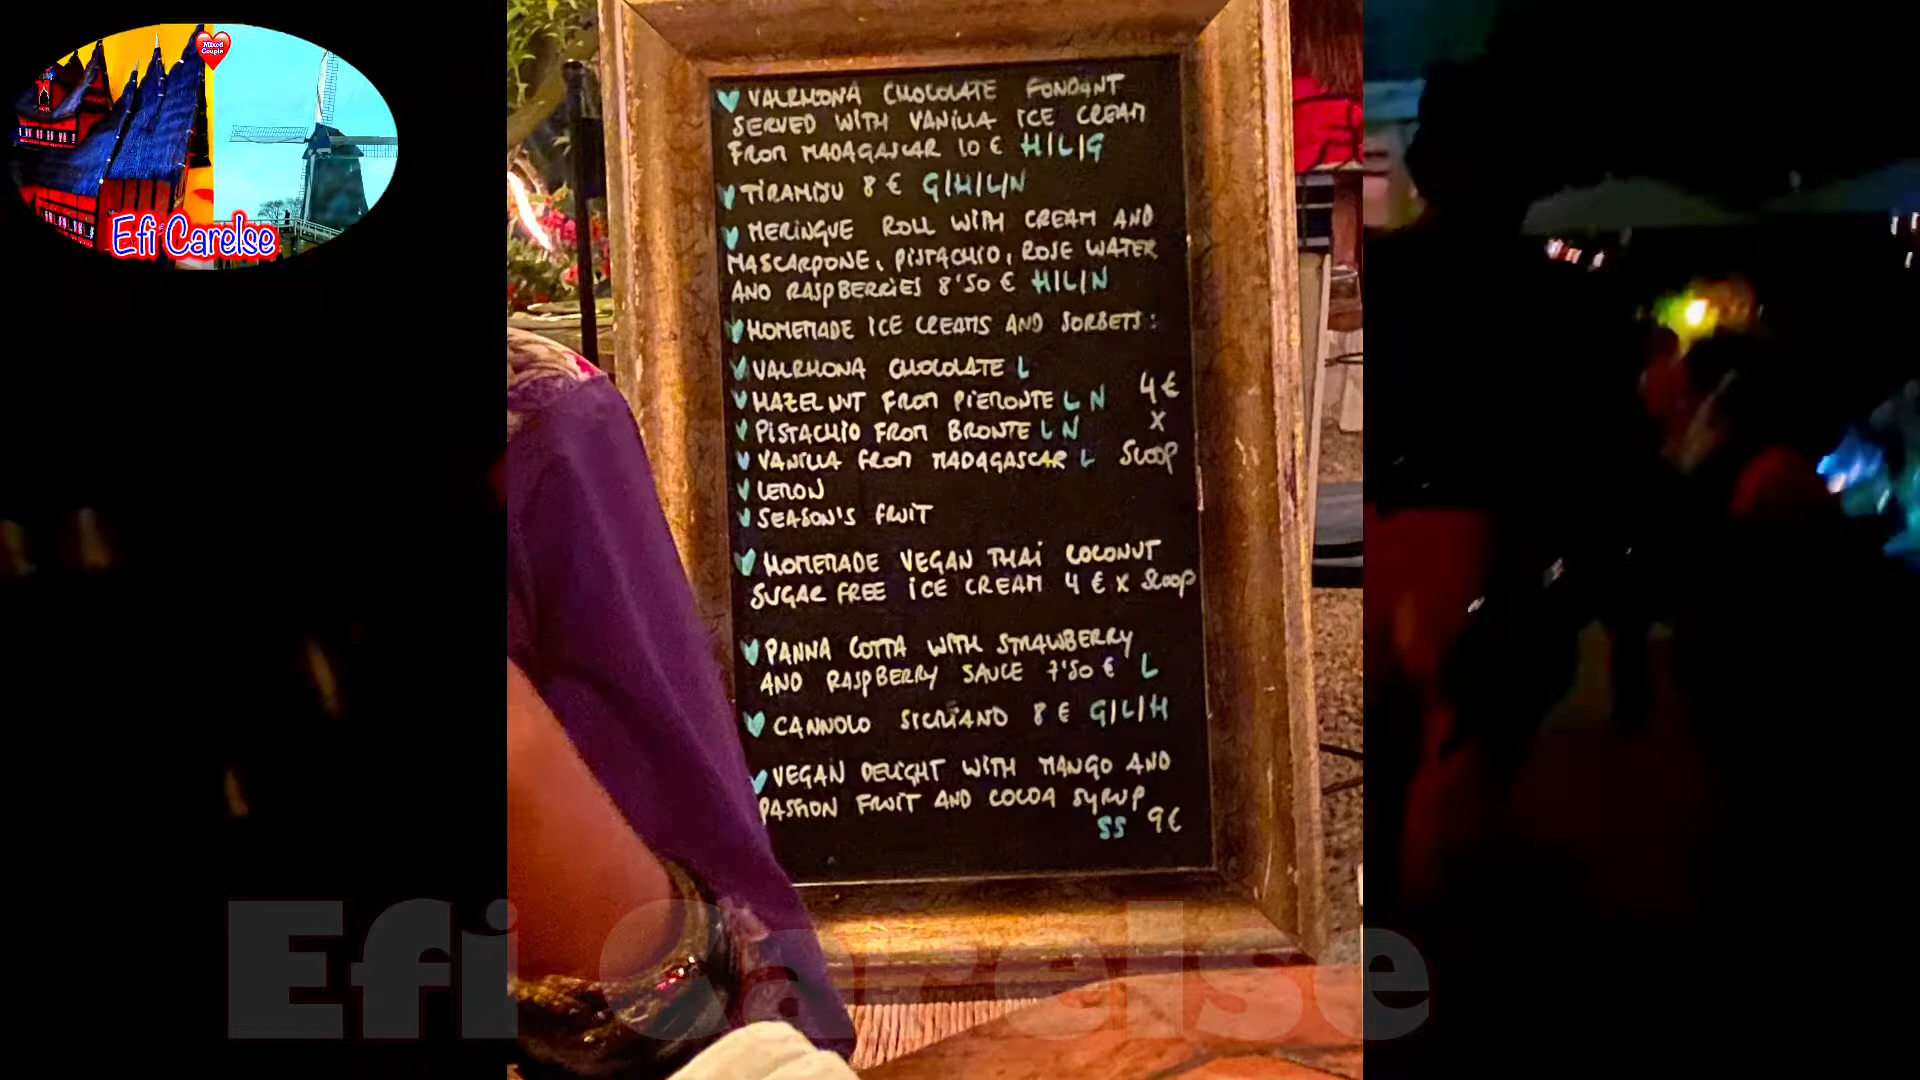 Mixed
Couple
Efi Carelse
VALRHONA CHOCOLATE FONDANT
SERVED WITH VANILLA ICE CREAM
FROM MADAGASCAR 10 € H/L/G
TIRAMISU 8 € G/H/L/N
MERINGUE ROLL WITH CREAM AND
MASCARPONE, PISTACHIO, ROSE WATER
AND RASPBERRIES 8'50 € H/L/N
HOMEMADE ICE CREAMS AND SORBETS:
VALRHONA CHOCOLATE L
HAZELNUT FROM PIEMONTE L N 4 €
PISTACHIO FROM BRONTE L N X
VANILLA FROM MADAGASCAR L SCOOP
LEMON
SEASON'S FRUIT
HOMEMADE VEGAN THAI COCONUT
SUGAR FREE ICE CREAM 4 € X SCOOP
PANNA COTTA WITH STRAWBERRY
AND RASPBERRY SAUCE 7'50 € L
CANNOLO SICILIANO 8 € G/L/H
VEGAN DELIGHT WITH MANGO AND
PASSION FRUIT AND COCOA SYRUP
SS 9 €
Efi Carelse